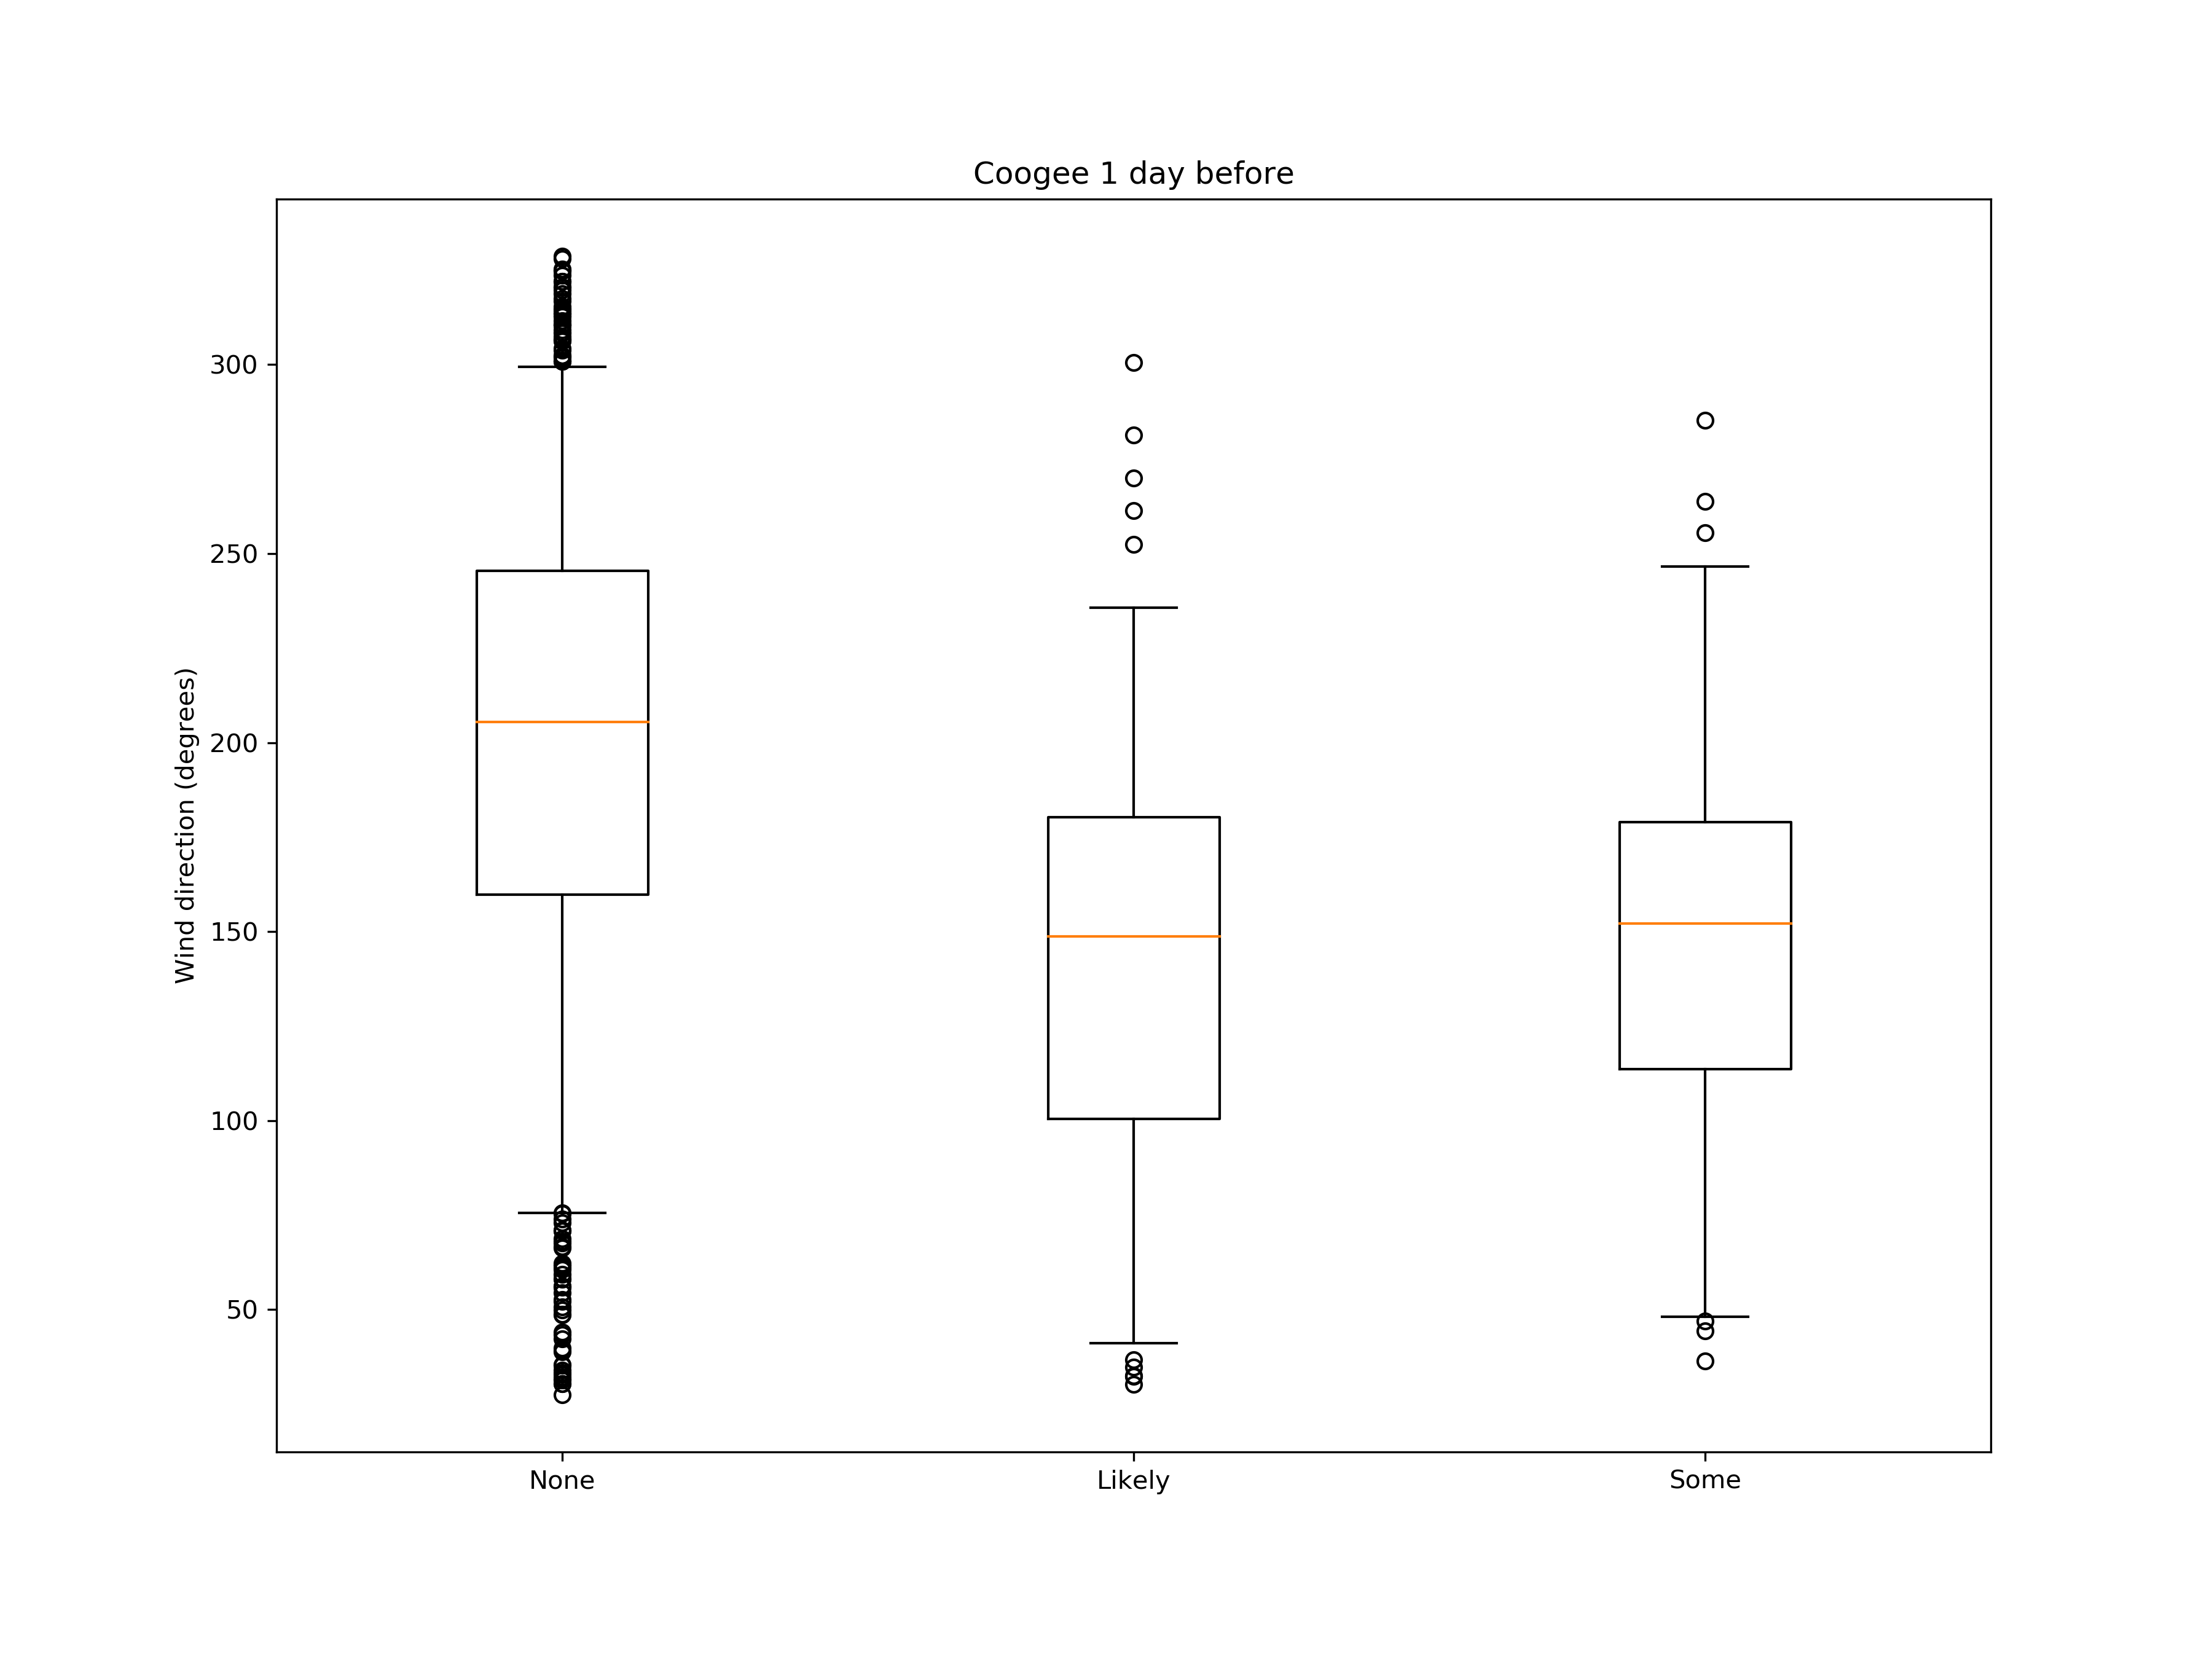 Coogee 1 day before
Wind direction (degrees)
300
250
200
150
100
50
None
Likely
Some